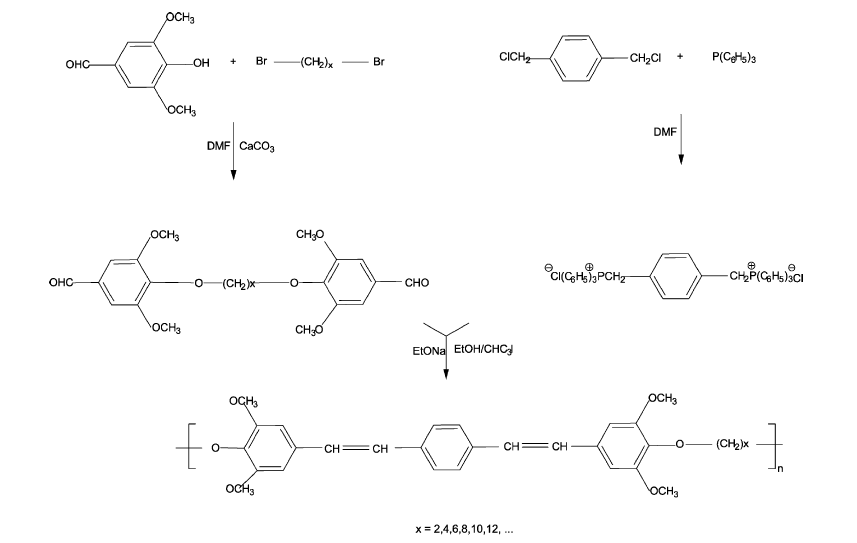 OCH3
OHC OH + Br (CH2)x Br
OCH3
ClCH2 CH2Cl + P(C6H5)3
DMF CaCO3
DMF
OCH3 CH3O
OHC O (CH2)x O CHO
OCH3 CH3O
⊖Cl(C6H5)3⊕PCH2 CH2P⊕(C6H5)3Cl⊖
EtONa EtOH/CHCl3
OCH3 OCH3
O CH CH CH CH O (CH2)x n
OCH3 OCH3
x = 2,4,6,8,10,12, ...